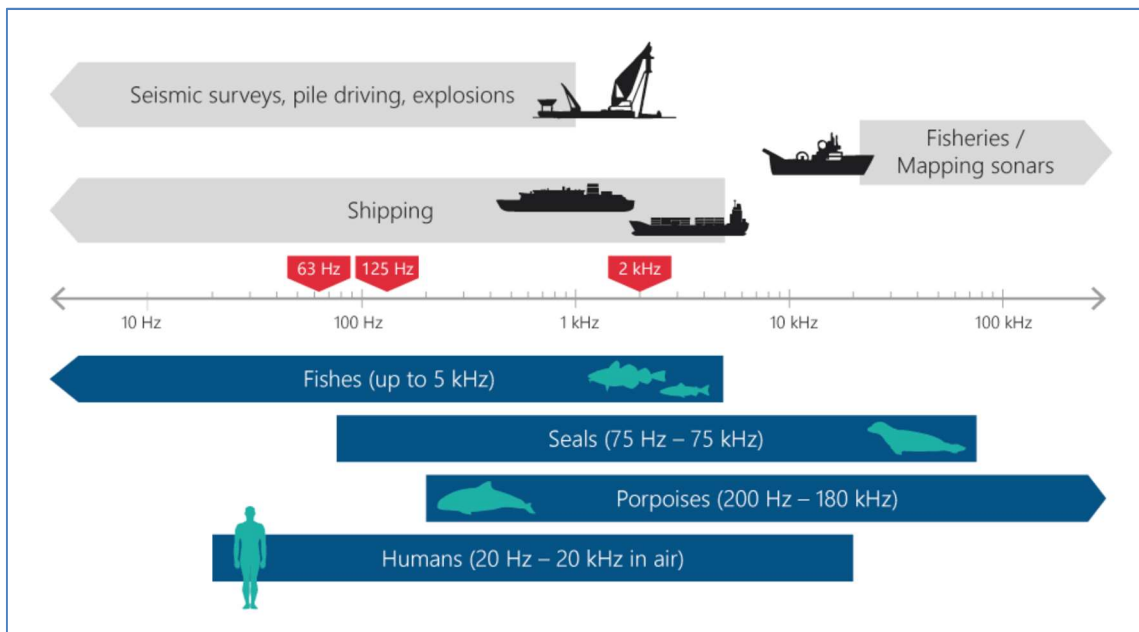 Seismic surveys, pile driving, explosions
Fisheries /
Mapping sonars
Shipping
63 Hz
125 Hz
2 kHz
10 Hz
100 Hz
1 kHz
10 kHz
100 kHz
Fishes (up to 5 kHz)
Seals (75 Hz – 75 kHz)
Porpoises (200 Hz – 180 kHz)
Humans (20 Hz – 20 kHz in air)